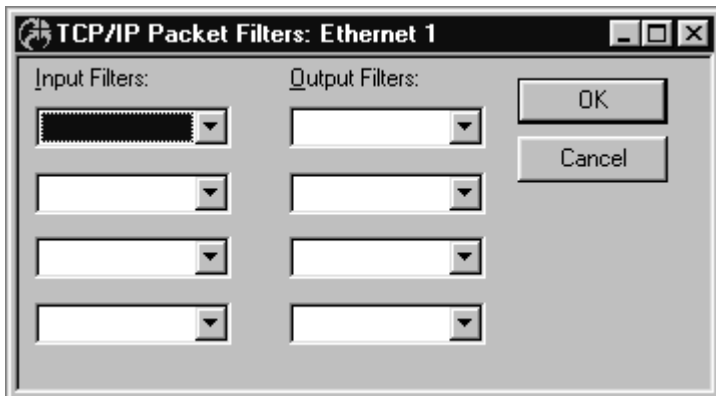 TCP/IP Packet Filters: Ethernet 1
Input Filters:
Output Filters:
OK
Cancel